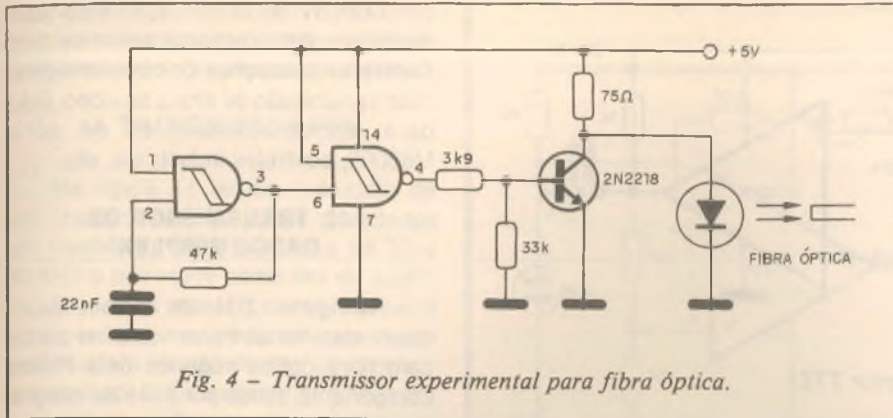 +5V
75Ω
1
2
3
5
6
14
4
7
3k9
2N2218
47k
33k
22nF
FIBRA ÓPTICA
Fig. 4 – Transmissor experimental para fibra óptica.